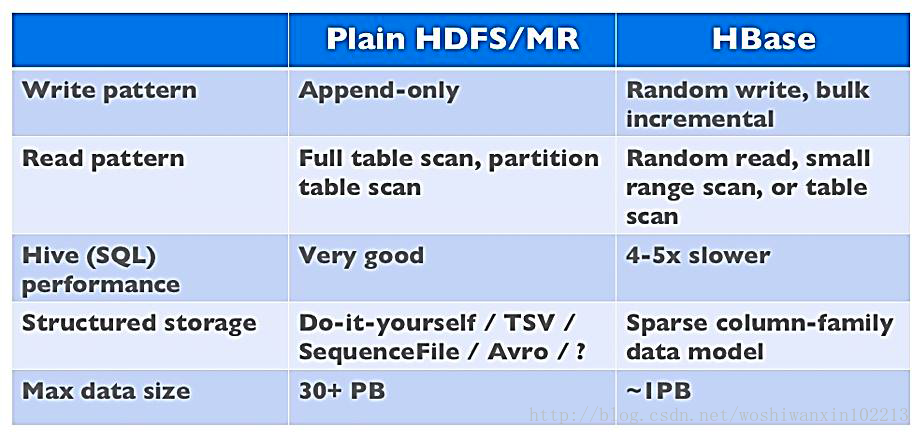 Plain HDFS/MR HBase
Write pattern Append-only Random write, bulk
incremental
Read pattern Full table scan, partition Random read, small
table scan range scan, or table
scan
Hive (SQL) Very good 4-5x slower
performance
Structured storage Do-it-yourself / TSV / Sparse column-family
SequenceFile / Avro / ? data model
Max data size 30+ PB ~1PB
http://blog.csdn.net/woshiwanxin102213